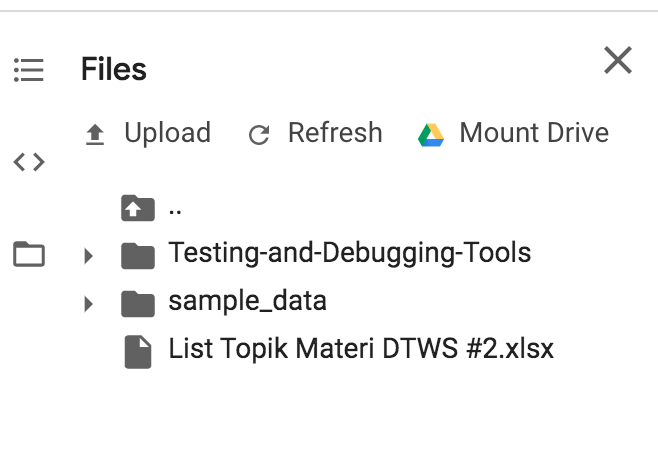 Files
Upload Refresh Mount Drive
..
Testing-and-Debugging-Tools
sample_data
List Topik Materi DTWS #2.xlsx